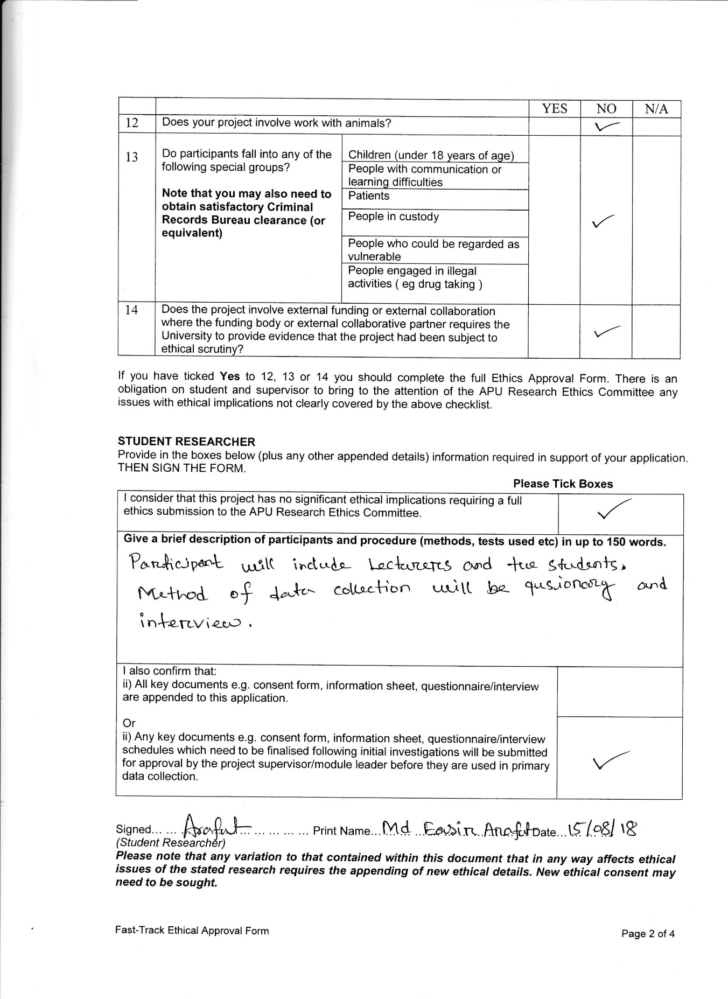 YES NO N/A
12 Does your project involve work with animals?
13 Do participants fall into any of the
following special groups?
Note that you may also need to
obtain satisfactory Criminal
Records Bureau clearance (or
equivalent)
Children (under 18 years of age)
People with communication or
learning difficulties
Patients
People in custody
People who could be regarded as
vulnerable
People engaged in illegal
activities ( eg drug taking )
14 Does the project involve external funding or external collaboration
where the funding body or external collaborative partner requires the
University to provide evidence that the project had been subject to
ethical scrutiny?
If you have ticked Yes to 12, 13 or 14 you should complete the full Ethics Approval Form. There is an
obligation on student and supervisor to bring to the attention of the APU Research Ethics Committee any
issues with ethical implications not clearly covered by the above checklist.
STUDENT RESEARCHER
Provide in the boxes below (plus any other appended details) information required in support of your application.
THEN SIGN THE FORM.
Please Tick Boxes
I consider that this project has no significant ethical implications requiring a full
ethics submission to the APU Research Ethics Committee.
Give a brief description of participants and procedure (methods, tests used etc) in up to 150 words.
Participant will include Lecturers and the students.
Method of data collection will be qusionory and
interview.
I also confirm that:
ii) All key documents e.g. consent form, information sheet, questionnaire/interview
are appended to this application.
Or
ii) Any key documents e.g. consent form, information sheet, questionnaire/interview
schedules which need to be finalised following initial investigations will be submitted
for approval by the project supervisor/module leader before they are used in primary
data collection.
Signed... ... Arafat ... ... ... ... Print Name... Md Easin Arafat Date... 15/08/18
(Student Researcher)
Please note that any variation to that contained within this document that in any way affects ethical
issues of the stated research requires the appending of new ethical details. New ethical consent may
need to be sought.
Fast-Track Ethical Approval Form Page 2 of 4